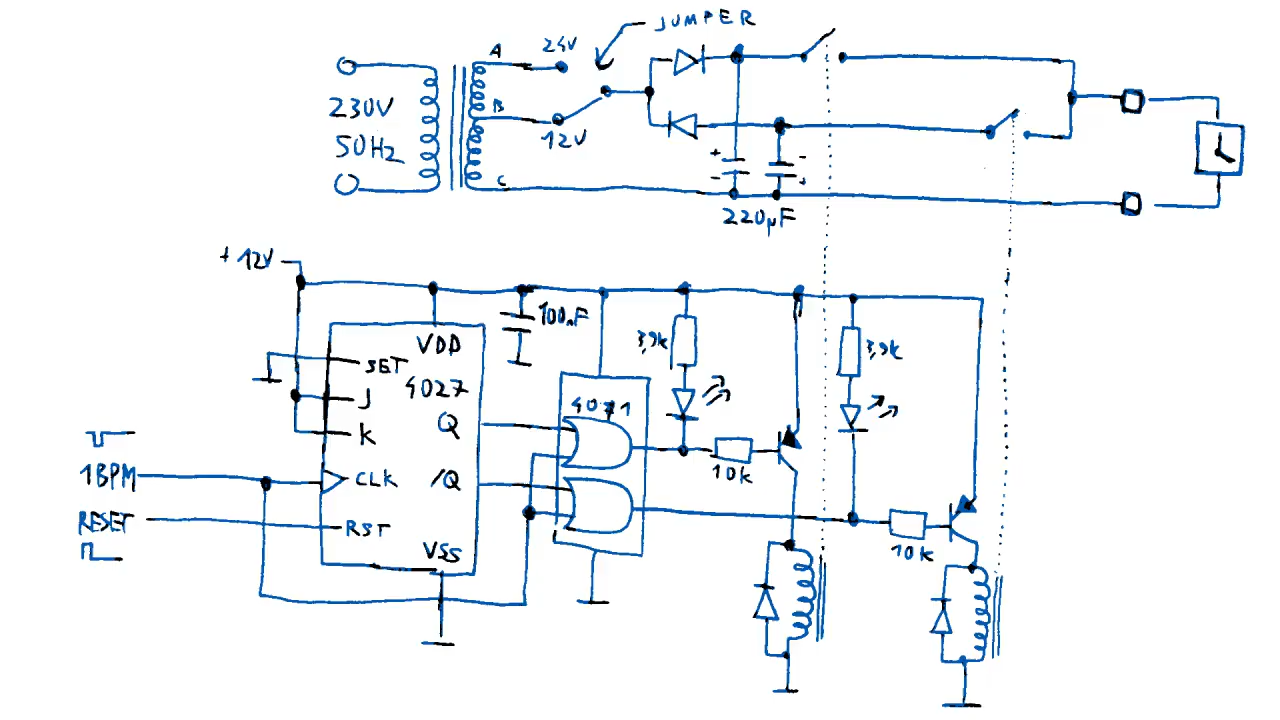 JUMPER
A
24V
230V
50Hz
B
12V
C
+
-
-
+
220µF
+12V
VDD
100nF
3,9k
3,9k
SET
4027
4071
J
Q
K
1BPM
CLK
/Q
10k
RESET
RST
VSS
10k